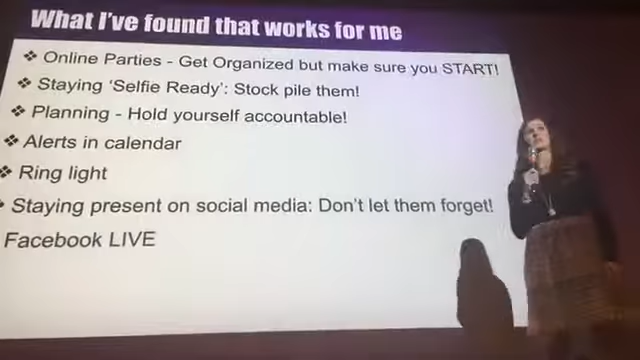 What I've found that works for me
❖ Online Parties - Get Organized but make sure you START!
❖ Staying 'Selfie Ready': Stock pile them!
❖ Planning - Hold yourself accountable!
❖ Alerts in calendar
❖ Ring light
Staying present on social media: Don't let them forget!
Facebook LIVE